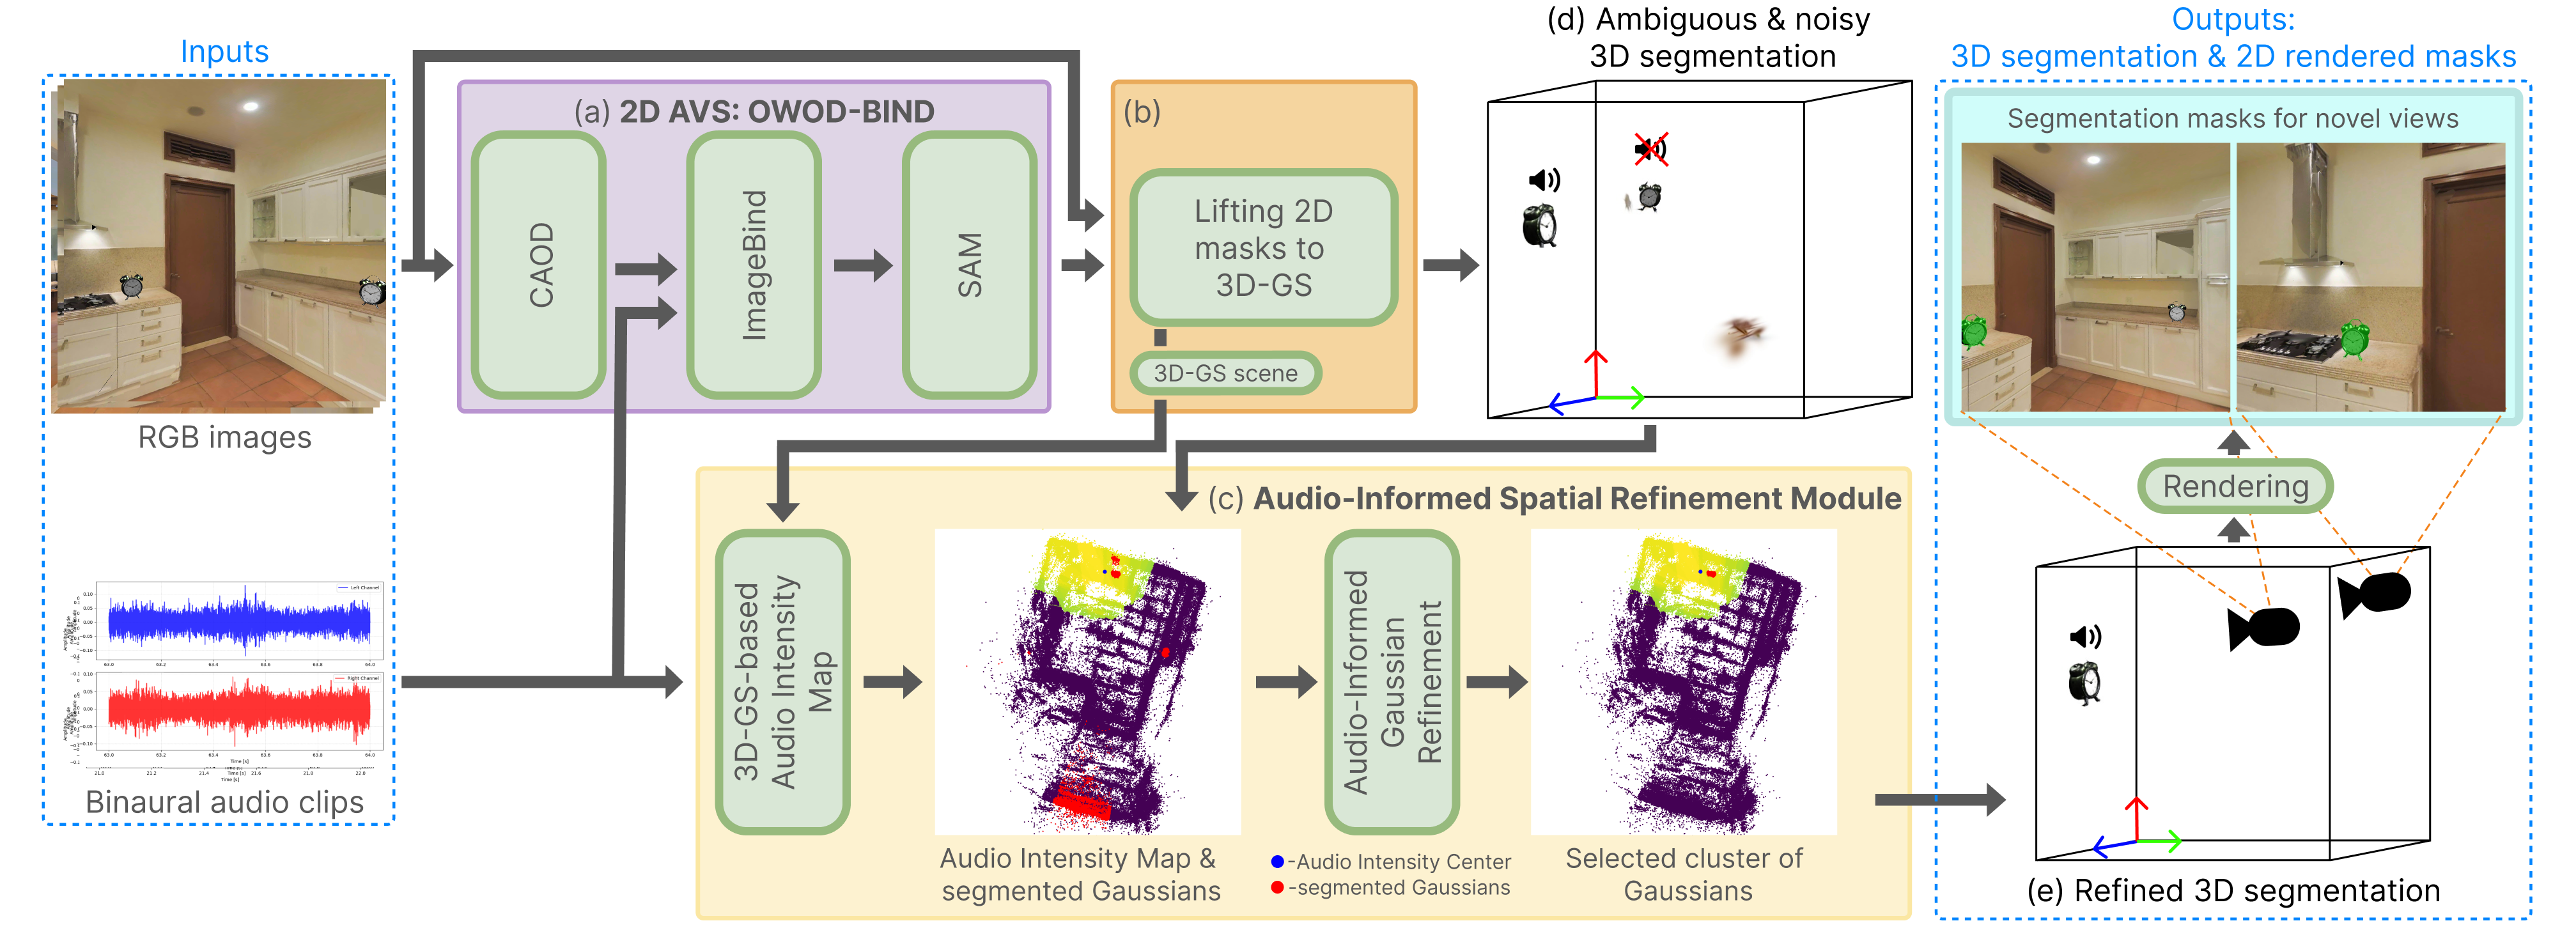 Inputs
RGB images
Left Channel
Right Channel
Time [s]
Time [s]
Time [s]
Binaural audio clips
(a) 2D AVS: OWOD-BIND
CAOD
ImageBind
SAM
(b)
Lifting 2D
masks to
3D-GS
3D-GS scene
(d) Ambiguous & noisy
3D segmentation
(c) Audio-Informed Spatial Refinement Module
3D-GS-based
Audio Intensity
Map
Audio Intensity Map &
segmented Gaussians
-Audio Intensity Center
-segmented Gaussians
Audio-Informed
Gaussian
Refinement
Selected cluster of
Gaussians
Outputs:
3D segmentation & 2D rendered masks
Segmentation masks for novel views
Rendering
(e) Refined 3D segmentation